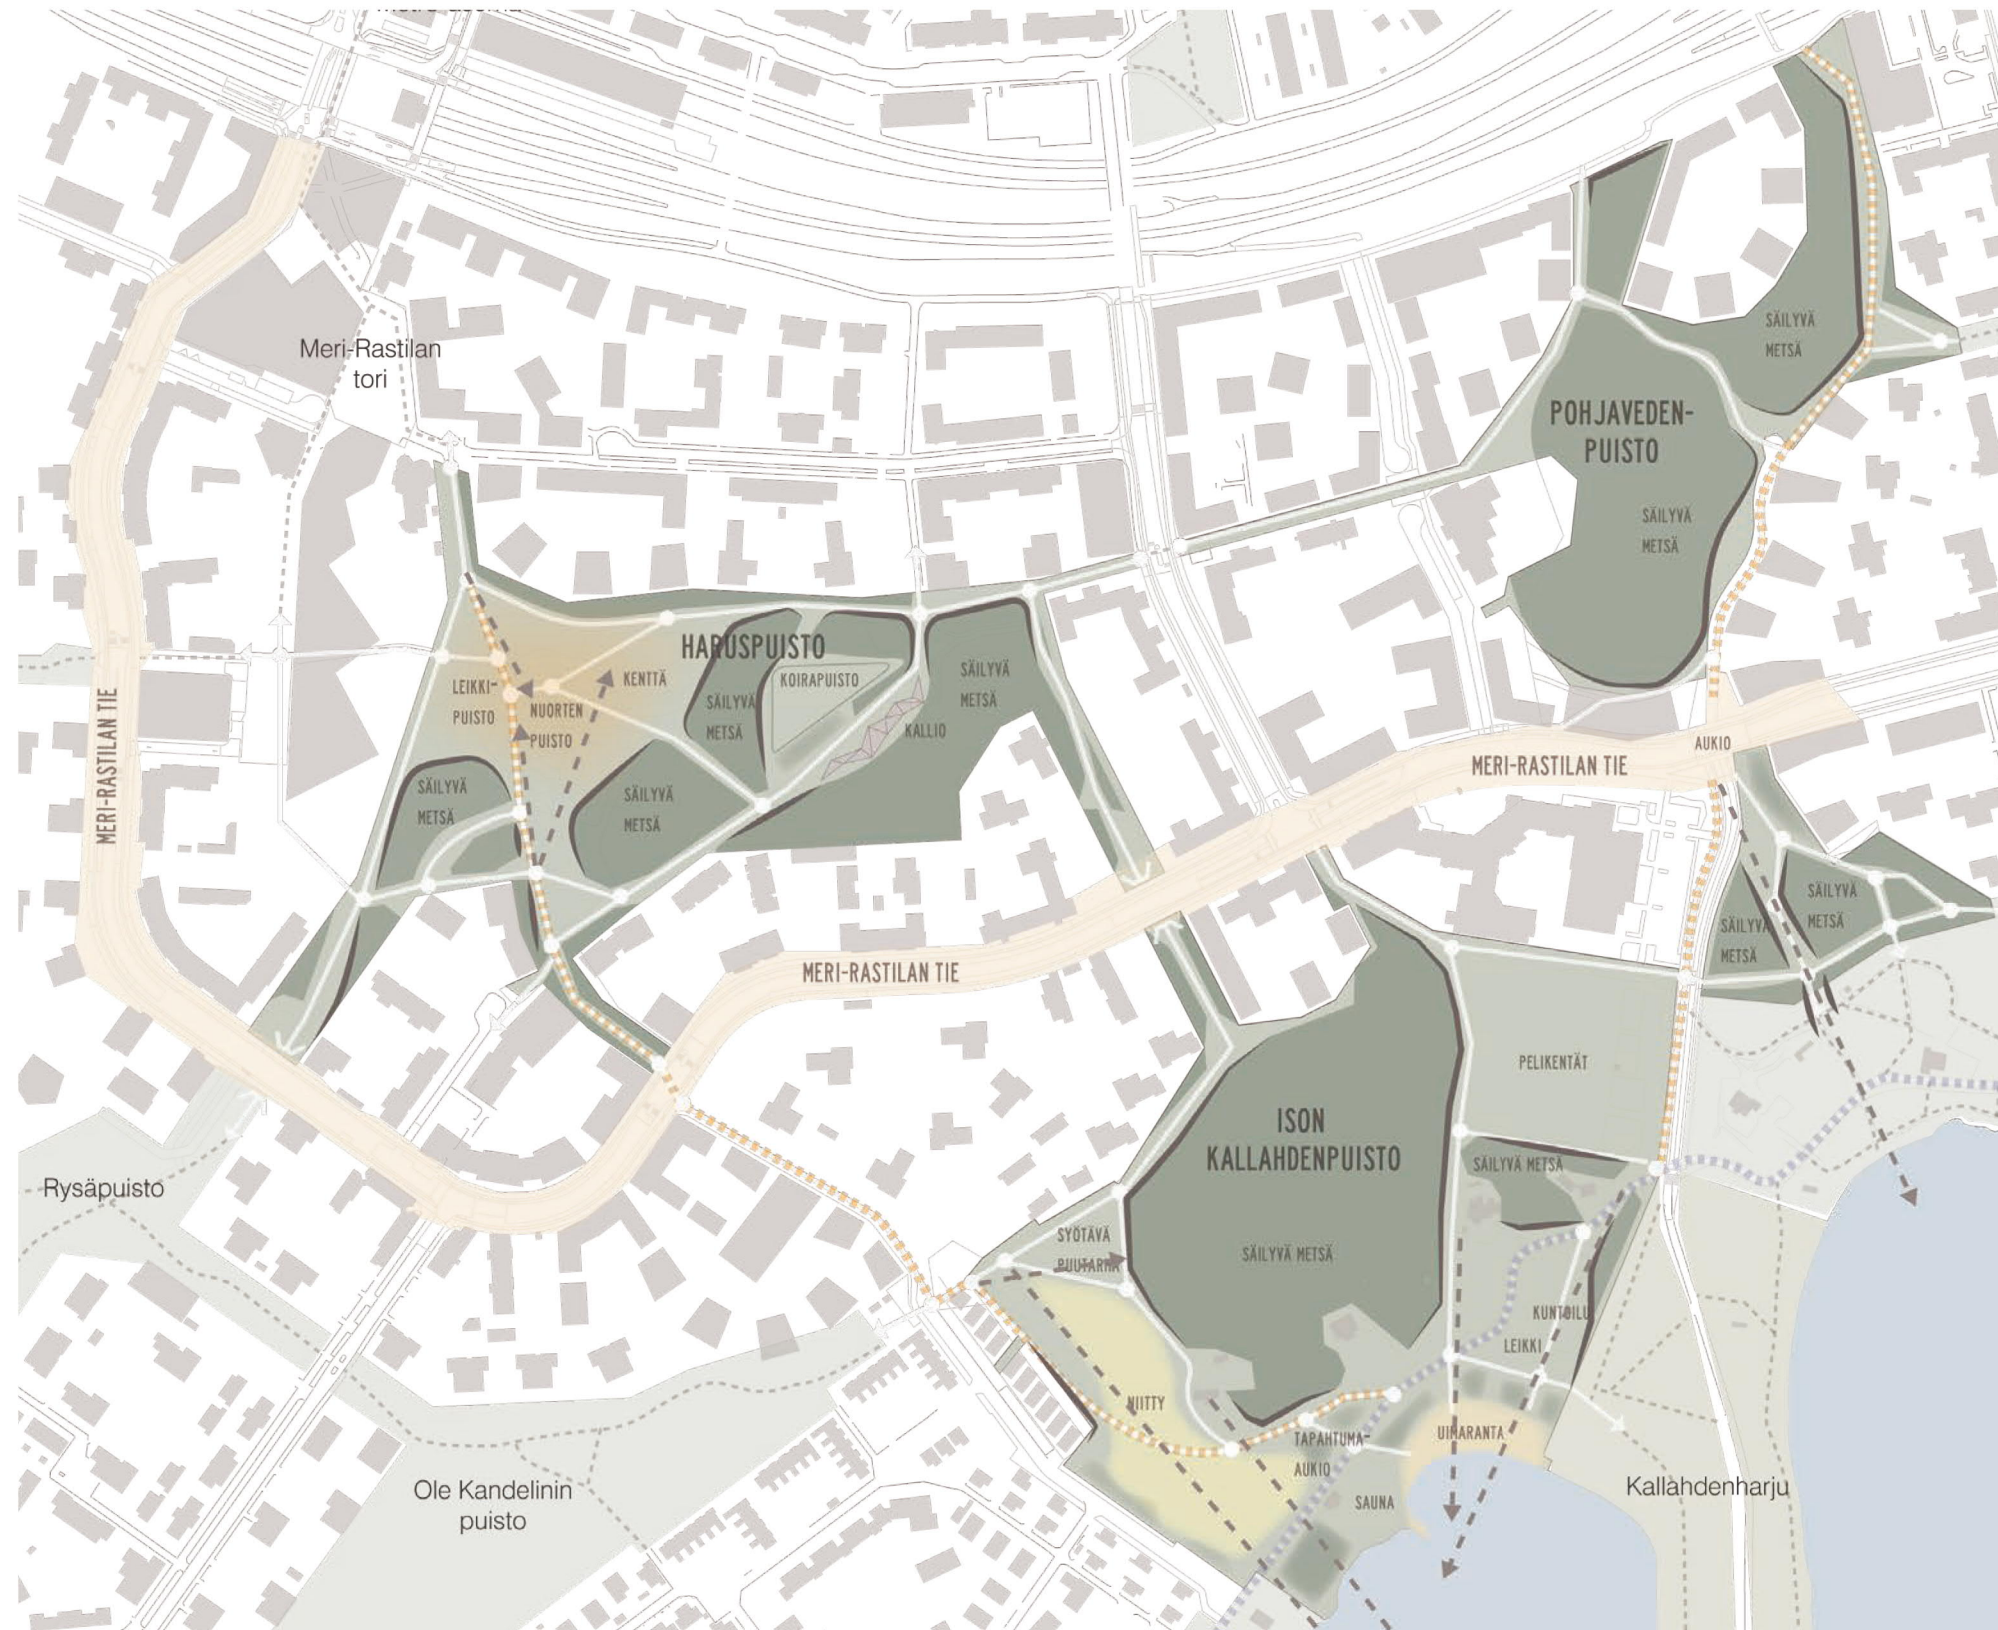 Meri-Rastilan
tori
SÄILYVÄ
METSÄ
POHJAVEDEN-
PUISTO
SÄILYVÄ
METSÄ
HARUSPUISTO
LEIKKI-
PUISTO
NUORTEN
PUISTO
KENTTÄ
SÄILYVÄ
METSÄ
KOIRAPUISTO
KALLIO
SÄILYVÄ
METSÄ
SÄILYVÄ
METSÄ
SÄILYVÄ
METSÄ
MERI-RASTILAN TIE
MERI-RASTILAN TIE
MERI-RASTILAN TIE
AUKIO
SÄILYVÄ
METSÄ
SÄILYVÄ
METSÄ
PELIKENTÄT
ISON
KALLAHDENPUISTO
SÄILYVÄ METSÄ
SÄILYVÄ METSÄ
SYÖTÄVÄ
PUUTARHA
KUNTOILU
LEIKKI
NIITTY
TAPAHTUMA-
AUKIO
UIMARANTA
SAUNA
Rysäpuisto
Ole Kandelinin
puisto
Kallahdenharju